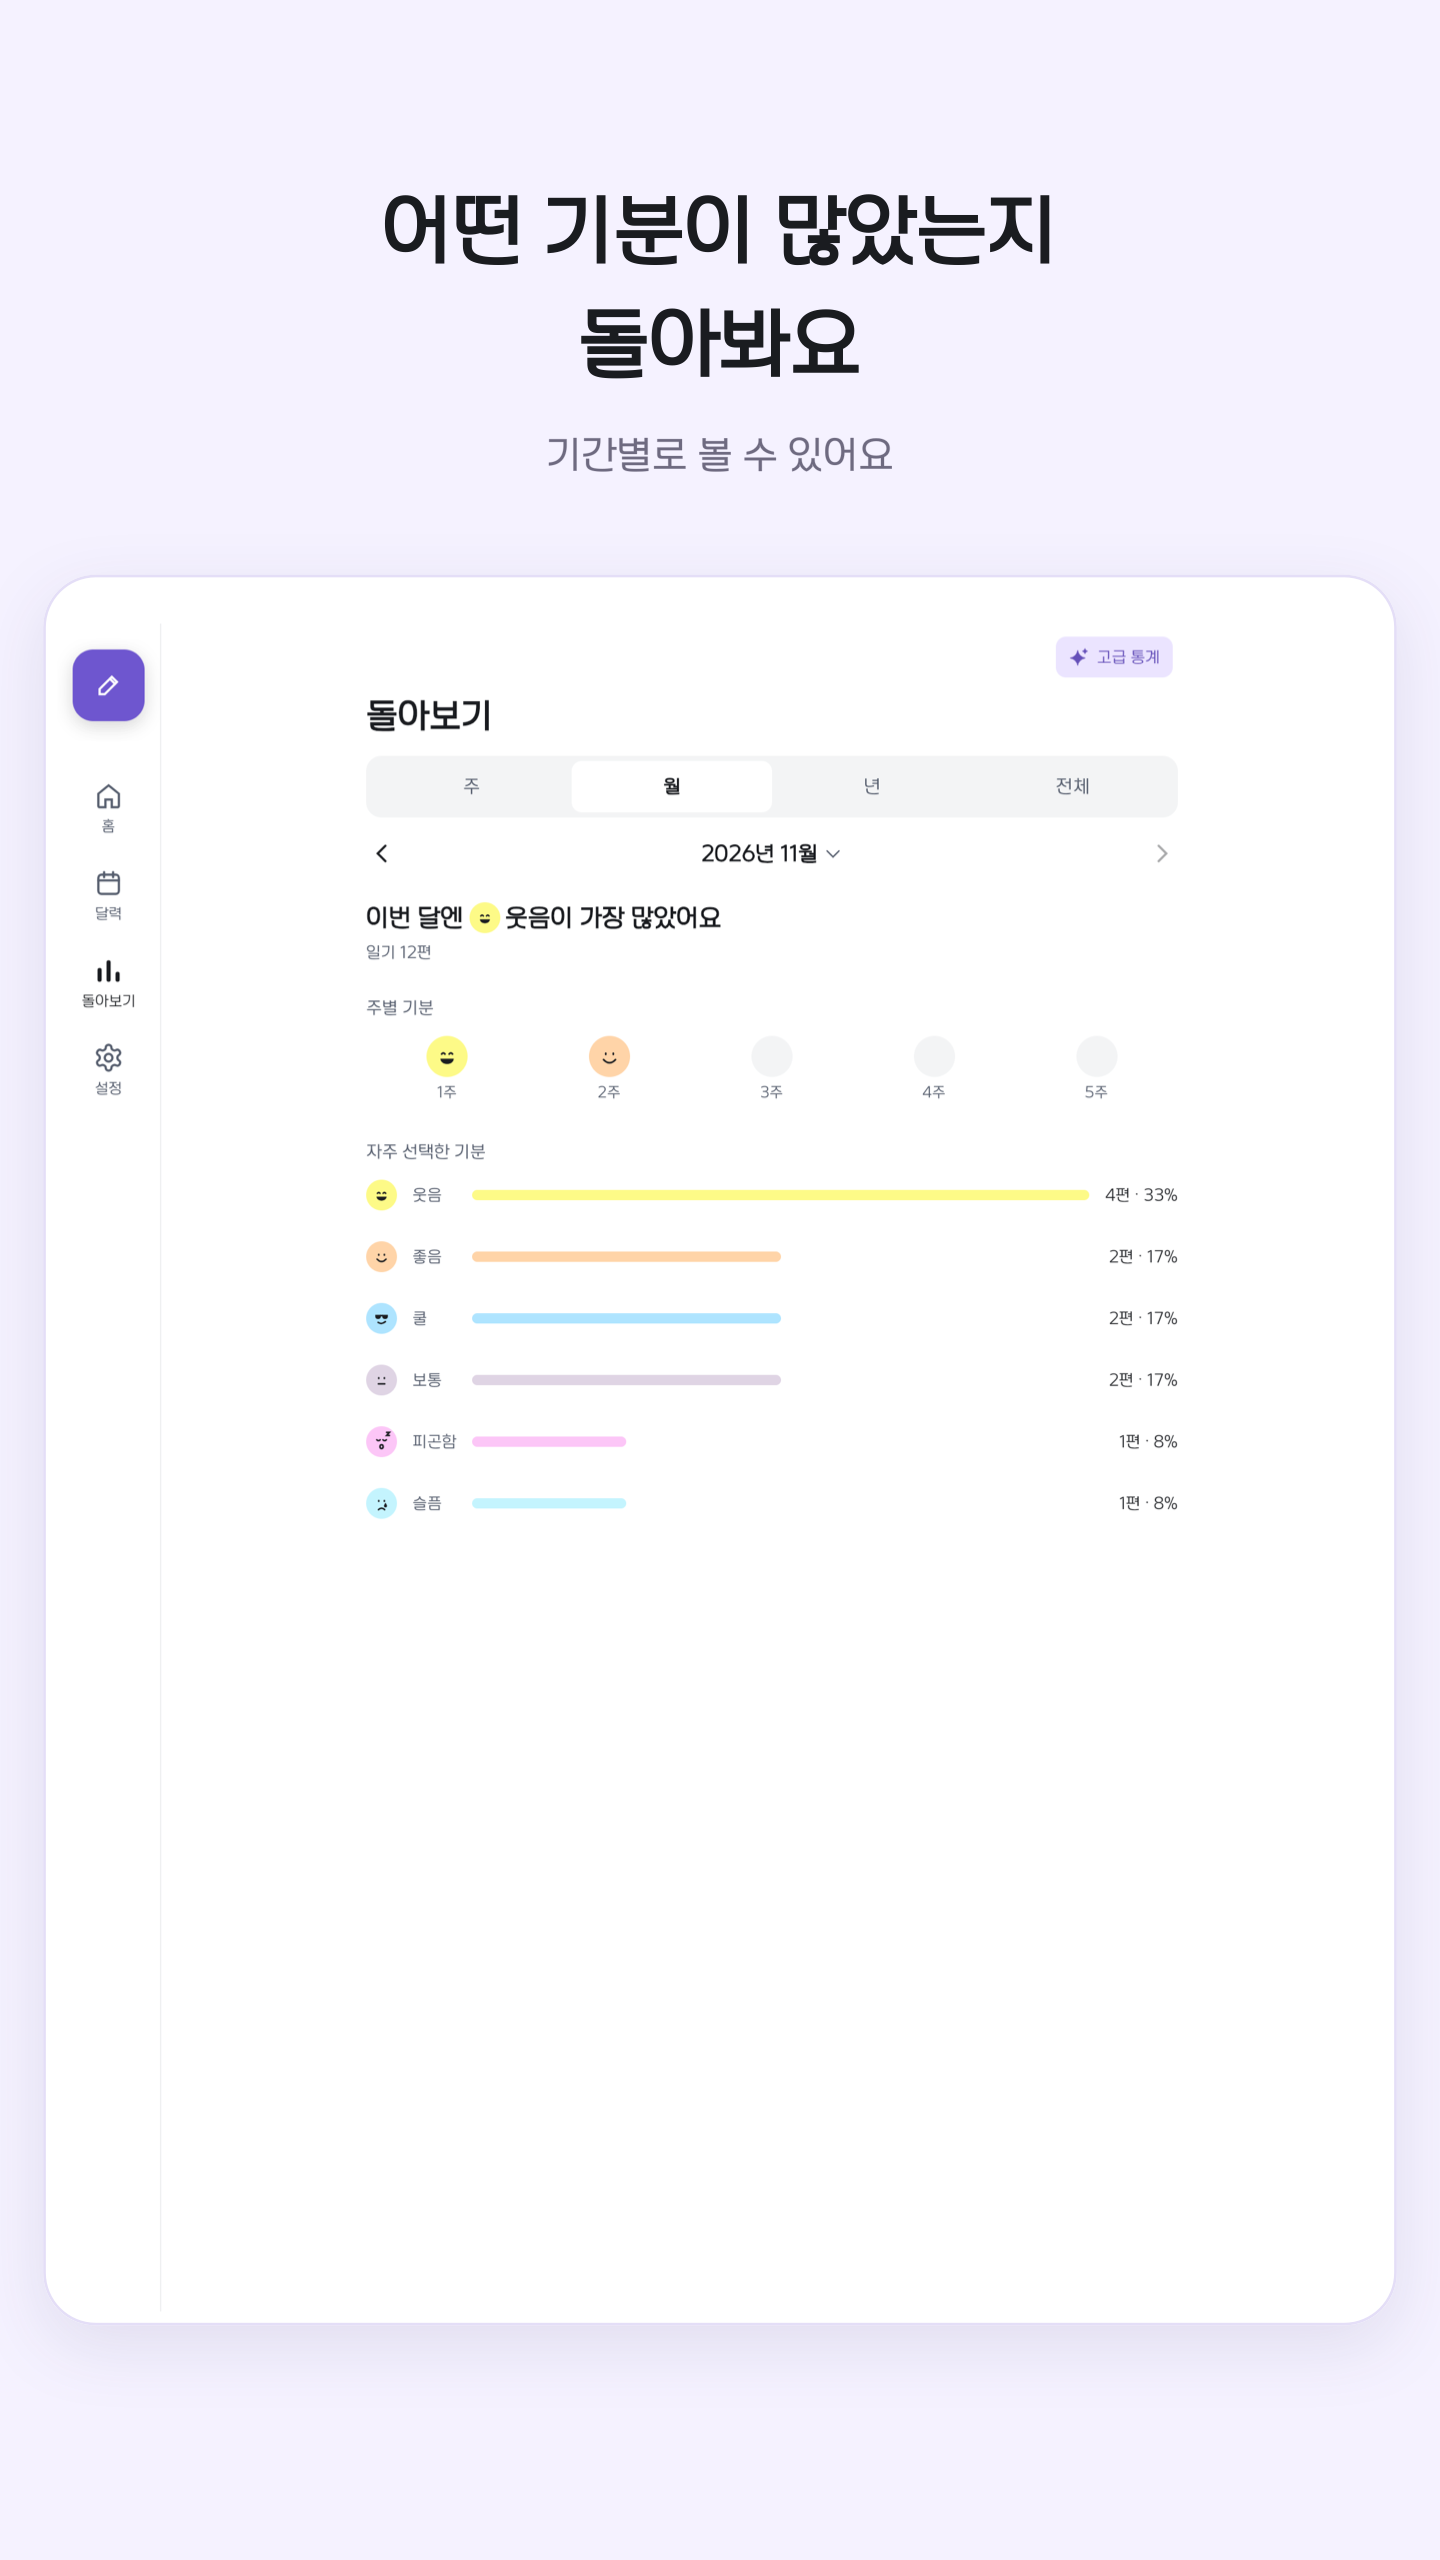 어떤 기분이 많았는지
돌아봐요
기간별로 볼 수 있어요
고급 통계
돌아보기
주 월 년 전체
2026년 11월
이번 달엔 웃음이 가장 많았어요
일기 12편
주별 기분
1주 2주 3주 4주 5주
자주 선택한 기분
웃음 4편 · 33%
좋음 2편 · 17%
쿨 2편 · 17%
보통 2편 · 17%
피곤함 1편 · 8%
슬픔 1편 · 8%
홈
달력
돌아보기
설정